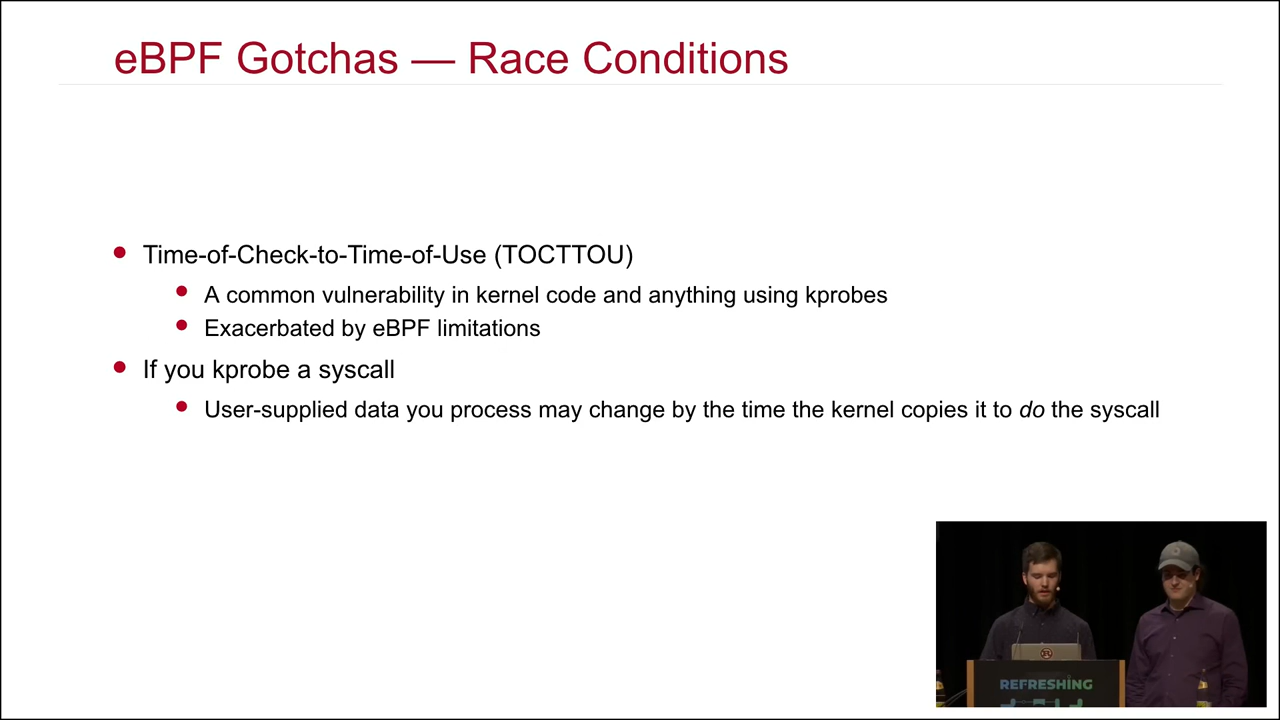 eBPF Gotchas — Race Conditions
Time-of-Check-to-Time-of-Use (TOCTTOU)
A common vulnerability in kernel code and anything using kprobes
Exacerbated by eBPF limitations
If you kprobe a syscall
User-supplied data you process may change by the time the kernel copies it to do the syscall
REFRESHING